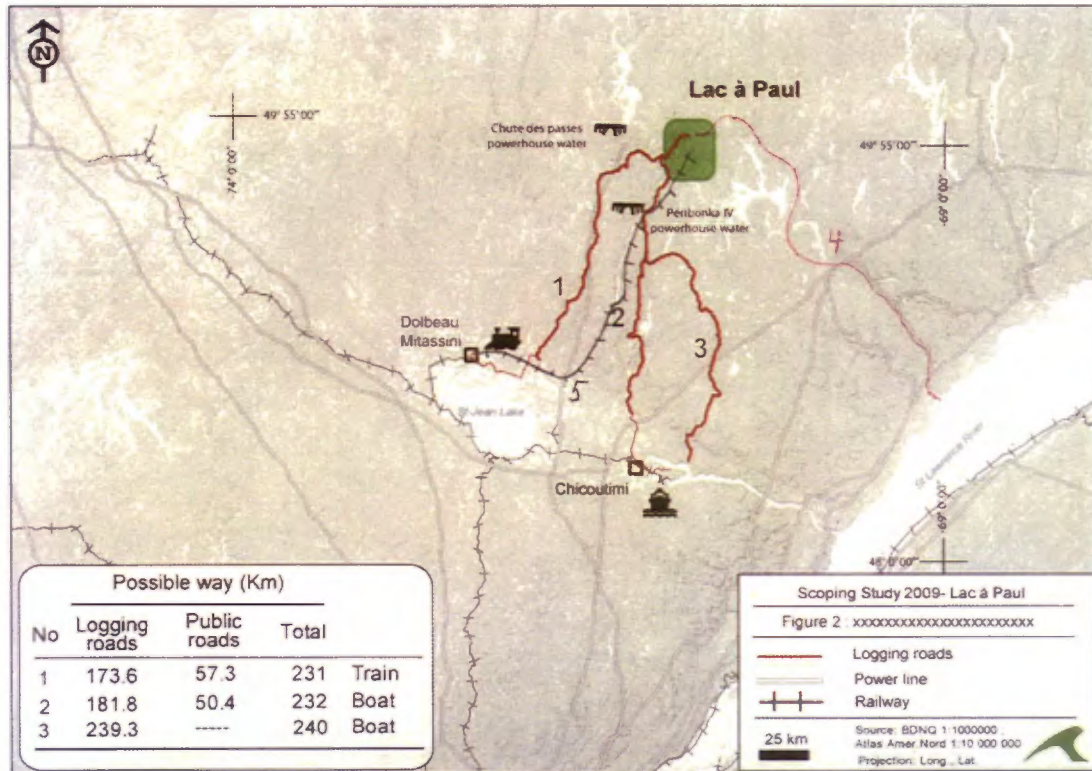 N
Lac à Paul
49° 55' 00"
Chute des passes
powerhouse water
49° 55' 00"
74° 0' 00"
-69° 0' 00"
Péribonka IV
powerhouse water
4
1
2
3
Dolbeau
Mitassini
5
St-Jean Lake
Chicoutimi
St-Lawrence River
-69° 0' 00"
48° 0' 00"
Possible way (Km)
No Logging roads Public roads Total
1 173.6 57.3 231 Train
2 181.8 50.4 232 Boat
3 239.3 ----- 240 Boat
Scoping Study 2009- Lac à Paul
Figure 2 : xxxxxxxxxxxxxxxxxxxxxxxx
Logging roads
Power line
Railway
25 km
Source: BDNQ 1:1000000 ;
Atlas Amer.Nord 1:10 000 000
Projection: Long., Lat.